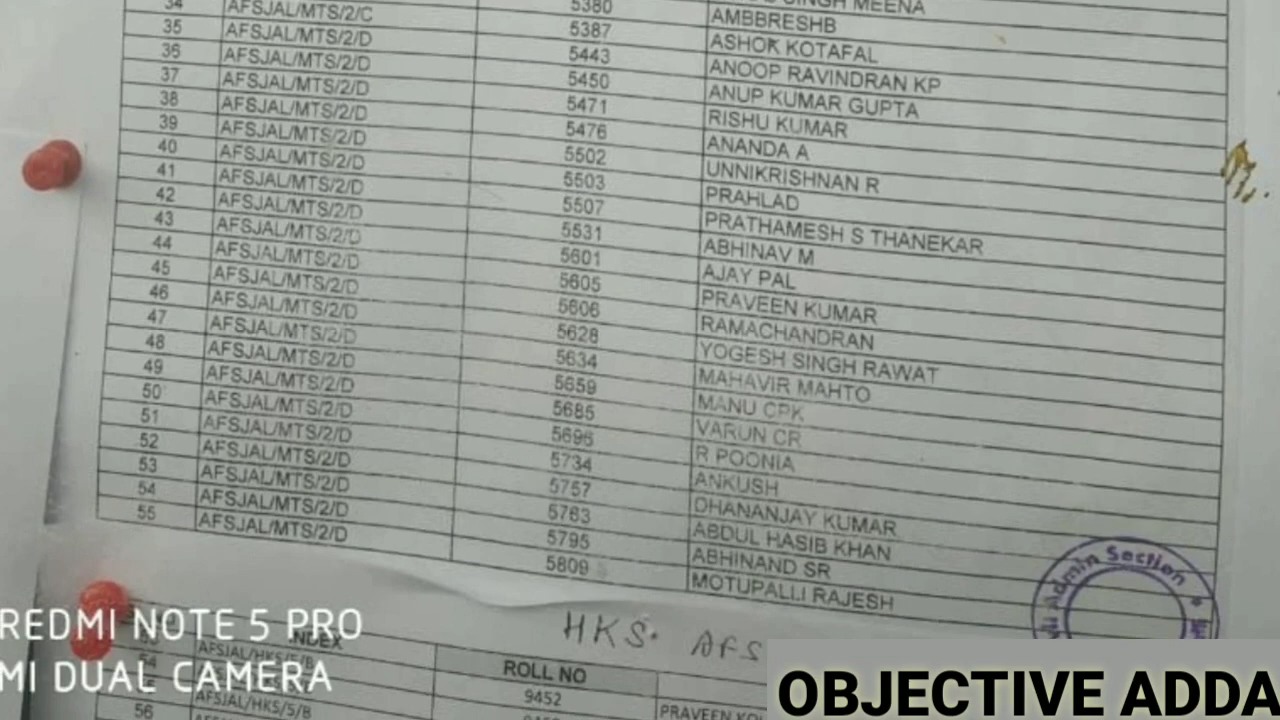 SINGH MEENA
5380 AMBBRESHB
34 AFSJAL/MTS/2/C 5387 ASHOK KOTAFAL
35 AFSJAL/MTS/2/D 5443 ANOOP RAVINDRAN KP
36 AFSJAL/MTS/2/D 5450 ANUP KUMAR GUPTA
37 AFSJAL/MTS/2/D 5471 RISHU KUMAR
38 AFSJAL/MTS/2/D 5476 ANANDA A
39 AFSJAL/MTS/2/D 5502 UNNIKRISHNAN R
40 AFSJAL/MTS/2/D 5503 PRAHLAD
41 AFSJAL/MTS/2/D 5507 PRATHAMESH S THANEKAR
42 AFSJAL/MTS/2/D 5531 ABHINAV M
43 AFSJAL/MTS/2/D 5601 AJAY PAL
44 AFSJAL/MTS/2/D 5605 PRAVEEN KUMAR
45 AFSJAL/MTS/2/D 5606 RAMACHANDRAN
46 AFSJAL/MTS/2/D 5628 YOGESH SINGH RAWAT
47 AFSJAL/MTS/2/D 5634 MAHAVIR MAHTO
48 AFSJAL/MTS/2/D 5659 MANU CPK
49 AFSJAL/MTS/2/D 5685 VARUN CR
50 AFSJAL/MTS/2/D 5696 R POONIA
51 AFSJAL/MTS/2/D 5734 ANKUSH
52 AFSJAL/MTS/2/D 5757 DHANANJAY KUMAR
53 AFSJAL/MTS/2/D 5763 ABDUL HASIB KHAN
54 AFSJAL/MTS/2/D 5795 ABHINAND SR
55 AFSJAL/MTS/2/D 5809 MOTUPALLI RAJESH
Admin Section
HKS. AFS
INDEX ROLL NO
AFSJAL/HKS/5/B 9452 PRAVEEN
AFSJAL/HKS/5/B
56
REDMI NOTE 5 PRO
MI DUAL CAMERA
OBJECTIVE ADDA